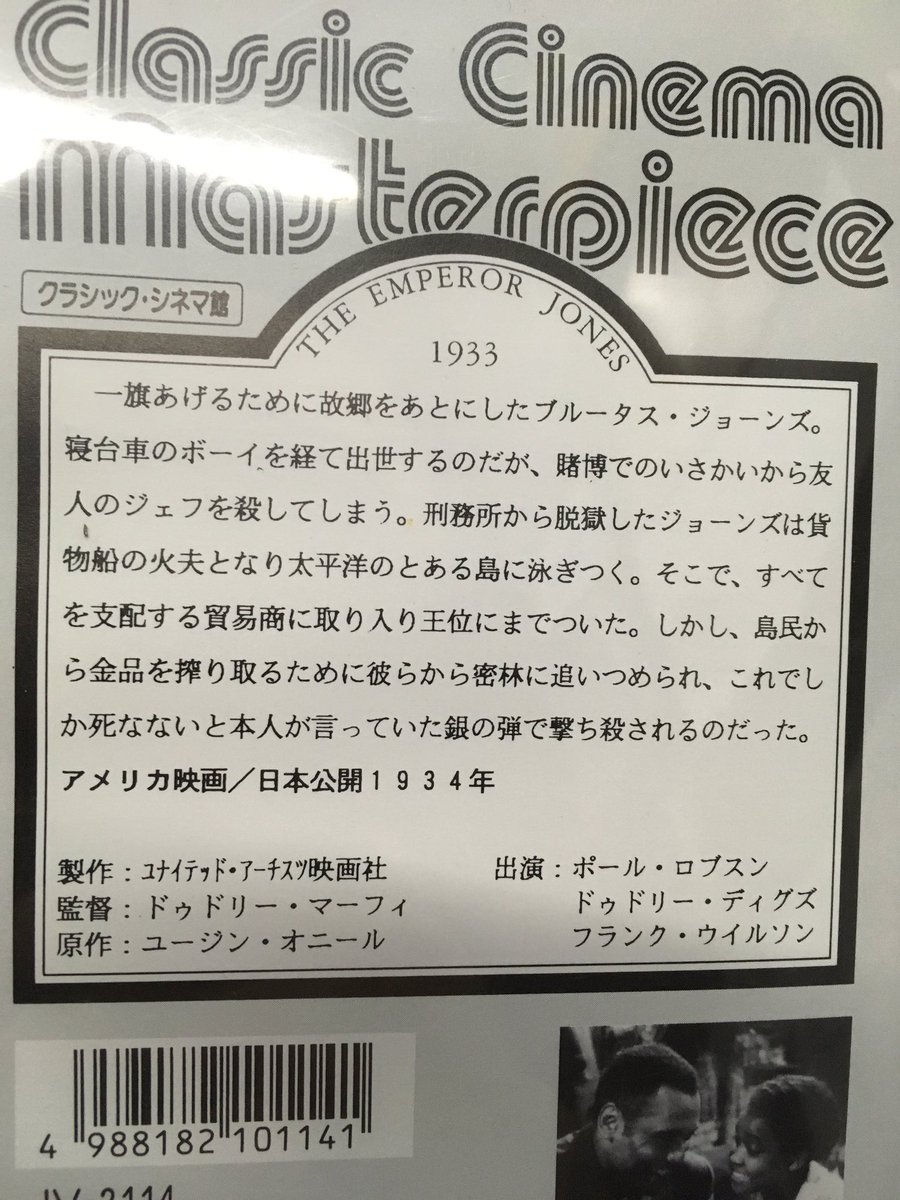 Classic Cinema
Masterpiece
クラシック・シネマ館
THE EMPEROR JONES
1933
一旗あげるために故郷をあとにしたブルータス・ジョーンズ。
寝台車のボーイを経て出世するのだが、賭博でのいさかいから友
人のジェフを殺してしまう。刑務所から脱獄したジョーンズは貨
物船の火夫となり太平洋のとある島に泳ぎつく。そこで、すべて
を支配する貿易商に取り入り王位にまでついた。しかし、島民か
ら金品を搾り取るために彼らから密林に追いつめられ、これでし
か死なないと本人が言っていた銀の弾で撃ち殺されるのだった。
アメリカ映画／日本公開１９３４年
製作：ユナイテッド・アーチスツ映画社
監督：ドゥドリー・マーフィ
原作：ユージン・オニール
出演：ポール・ロブスン
ドゥドリー・ディグズ
フランク・ウイルソン
4 988182 101141